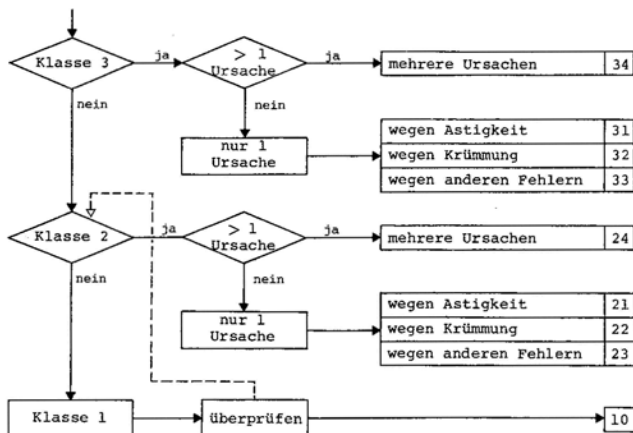 Klasse 3
ja
> 1
Ursache
ja
mehrere Ursachen 34
nein
nein
nur 1
Ursache
wegen Astigkeit 31
wegen Krümmung 32
wegen anderen Fehlern 33
Klasse 2
ja
> 1
Ursache
ja
mehrere Ursachen 24
nein
nein
nur 1
Ursache
wegen Astigkeit 21
wegen Krümmung 22
wegen anderen Fehlern 23
Klasse 1
überprüfen
10